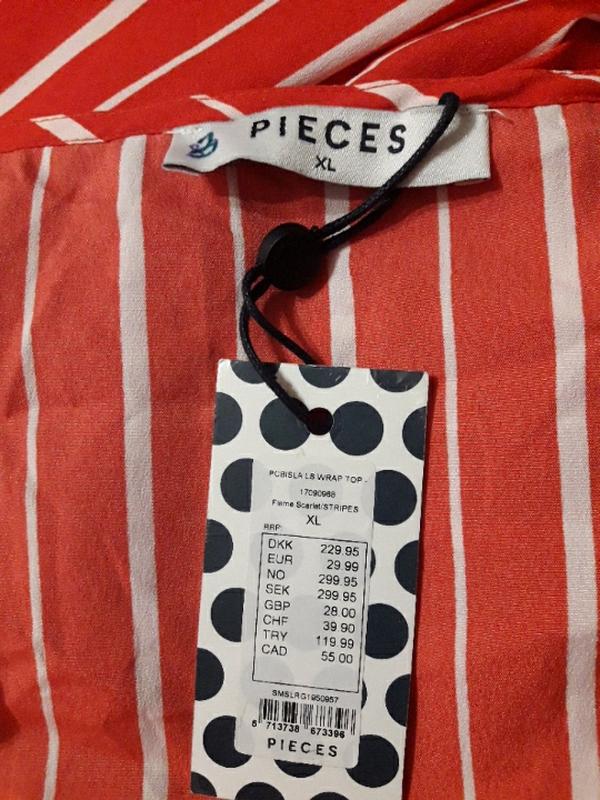 PIECES
XL
PCBISLA LS WRAP TOP -
17090968
Flame Scarlet/STRIPES
XL
RRP:
DKK 229.95
EUR 29.99
NO 299.95
SEK 299.95
GBP 28.00
CHF 39.90
TRY 119.99
CAD 55.00
SMSLRG1950957
5 713738 673396
PIECES